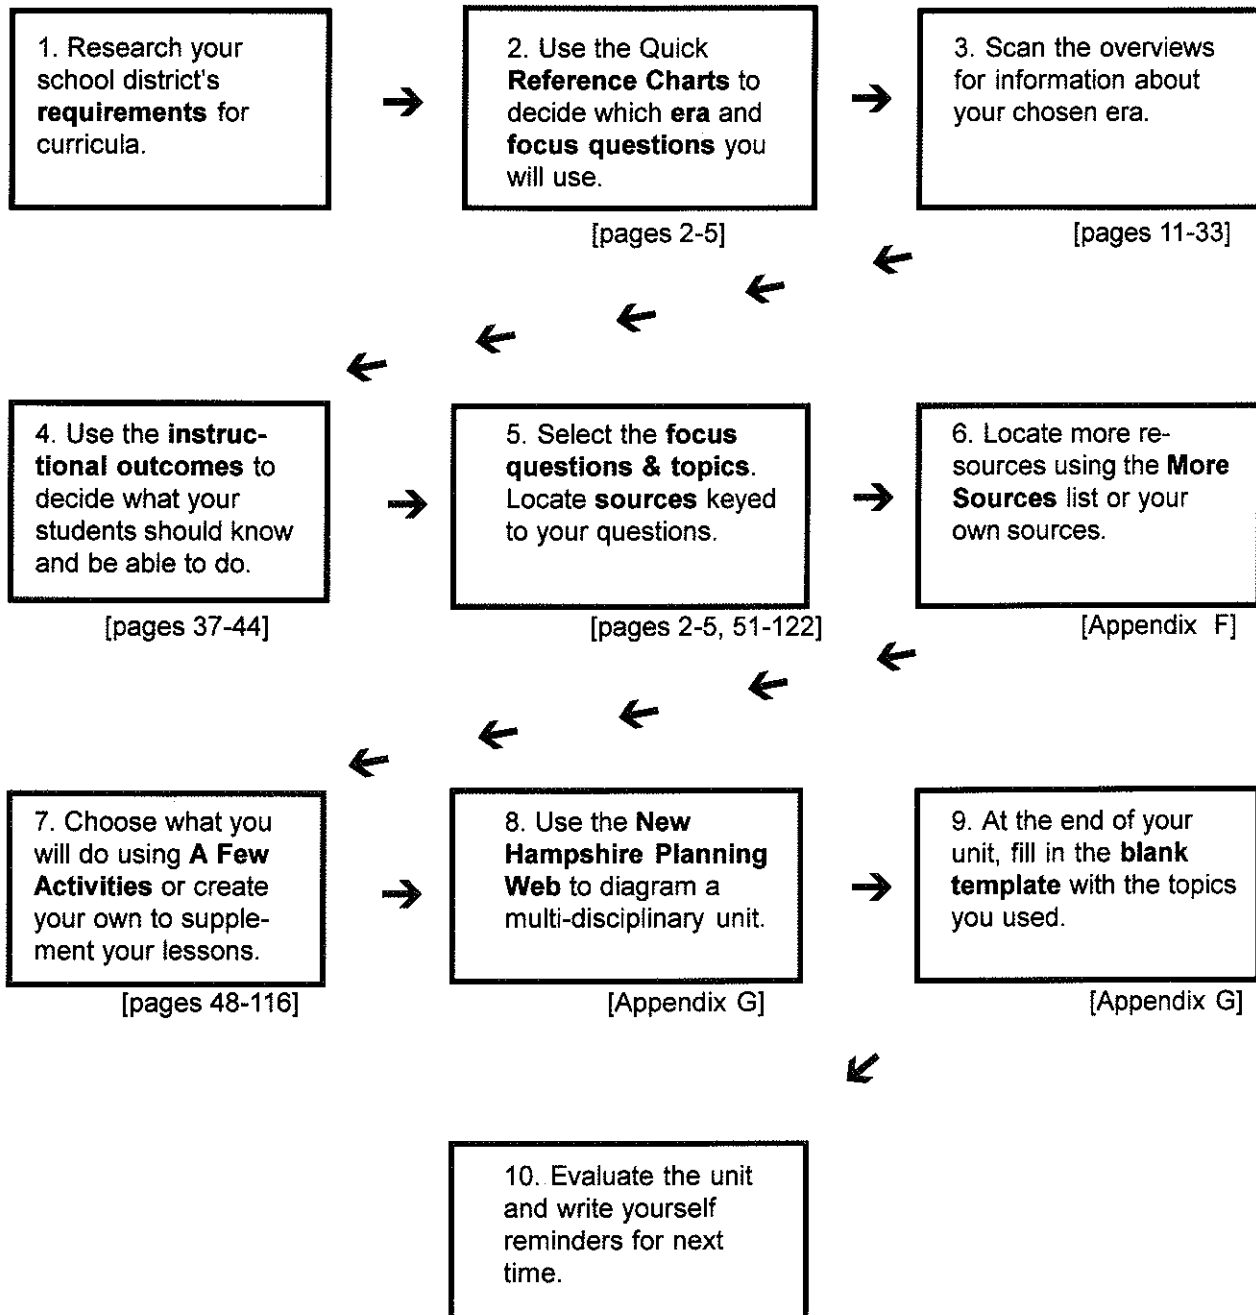 1. Research your
school district's
requirements for
curricula.
2. Use the Quick
Reference Charts to
decide which era and
focus questions you
will use.
[pages 2-5]
3. Scan the overviews
for information about
your chosen era.
[pages 11-33]
4. Use the instruc-
tional outcomes to
decide what your
students should know
and be able to do.
[pages 37-44]
5. Select the focus
questions & topics.
Locate sources keyed
to your questions.
[pages 2-5, 51-122]
6. Locate more re-
sources using the More
Sources list or your
own sources.
[Appendix F]
7. Choose what you
will do using A Few
Activities or create
your own to supple-
ment your lessons.
[pages 48-116]
8. Use the New
Hampshire Planning
Web to diagram a
multi-disciplinary unit.
[Appendix G]
9. At the end of your
unit, fill in the blank
template with the topics
you used.
[Appendix G]
10. Evaluate the unit
and write yourself
reminders for next
time.